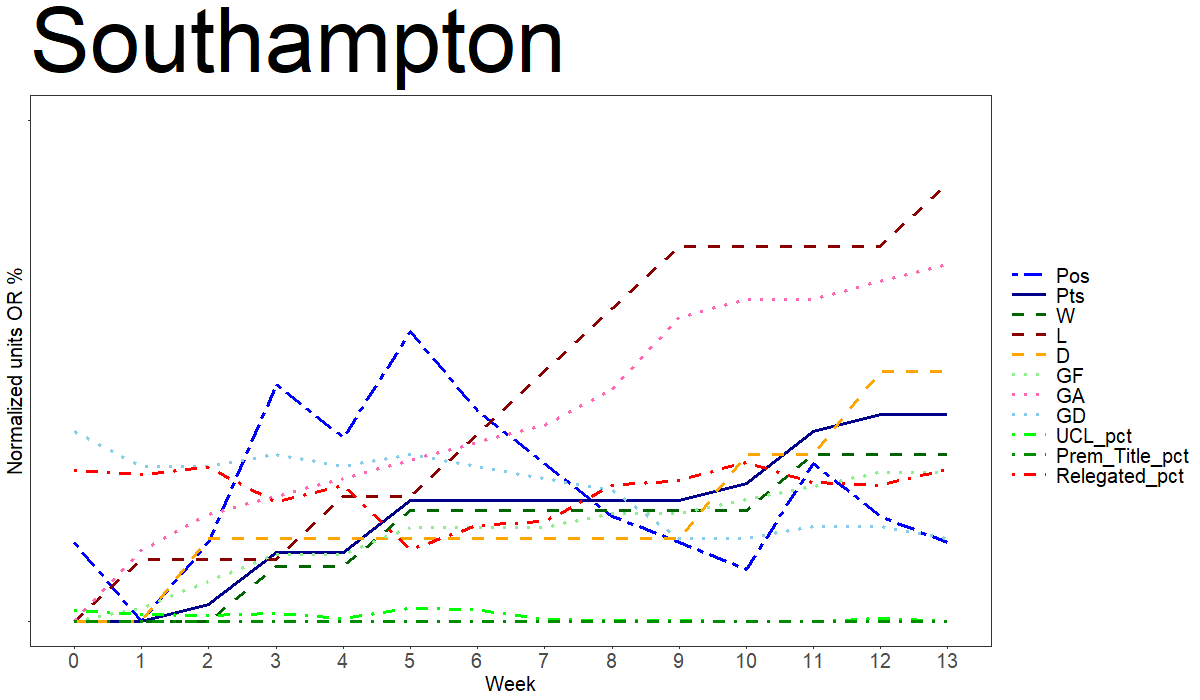 Southampton
Normalized units OR %
0 1 2 3 4 5 6 7 8 9 10 11 12 13
Week
Pos
Pts
W
L
D
GF
GA
GD
UCL_pct
Prem_Title_pct
Relegated_pct